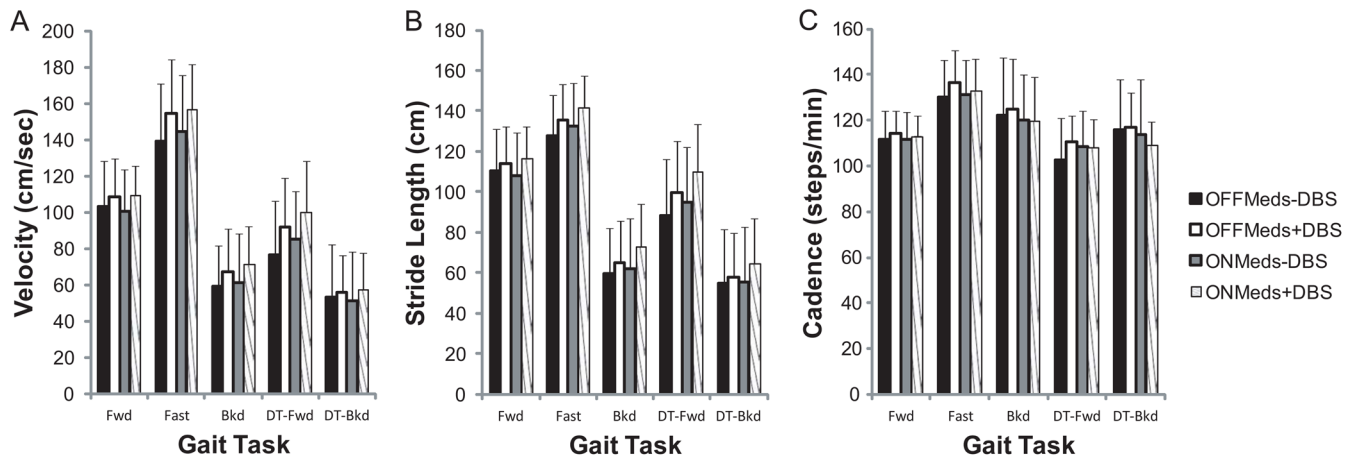 A
Velocity (cm/sec)
200
180
160
140
120
100
80
60
40
20
0
Fwd Fast Bkd DT-Fwd DT-Bkd
Gait Task
B
Stride Length (cm)
180
160
140
120
100
80
60
40
20
0
Fwd Fast Bkd DT-Fwd DT-Bkd
Gait Task
C
Cadence (steps/min)
160
140
120
100
80
60
40
20
0
Fwd Fast Bkd DT-Fwd DT-Bkd
Gait Task
OFFMeds-DBS
OFFMeds+DBS
ONMeds-DBS
ONMeds+DBS